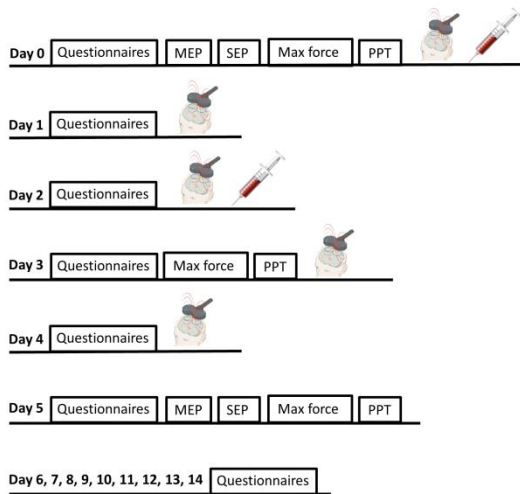 Day 0 Questionnaires MEP SEP Max force PPT
Day 1 Questionnaires
Day 2 Questionnaires
Day 3 Questionnaires Max force PPT
Day 4 Questionnaires
Day 5 Questionnaires MEP SEP Max force PPT
Day 6, 7, 8, 9, 10, 11, 12, 13, 14 Questionnaires